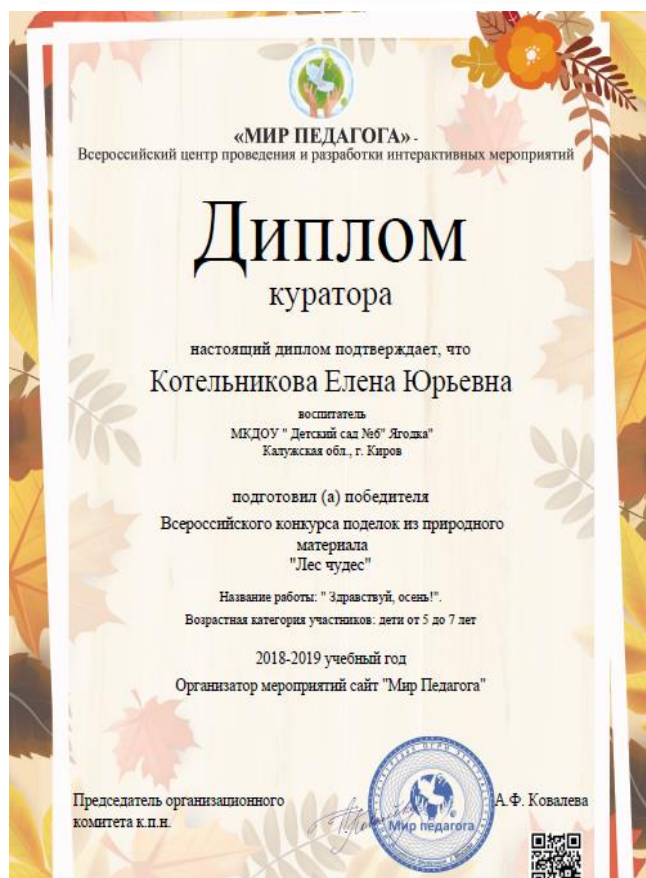 «МИР ПЕДАГОГА» -
Всероссийский центр проведения и разработки интерактивных мероприятий
Диплом
куратора
настоящий диплом подтверждает, что
Котельникова Елена Юрьевна
воспитатель
МКДОУ " Детский сад №6" Ягодка"
Калужская обл., г. Киров
подготовил (а) победителя
Всероссийского конкурса поделок из природного
материала
"Лес чудес"
Название работы: " Здравствуй, осень!".
Возрастная категория участников: дети от 5 до 7 лет
2018-2019 учебный год
Организатор мероприятий сайт "Мир Педагога"
Председатель организационного
комитета к.п.н.
Мир педагога
А.Ф. Ковалева